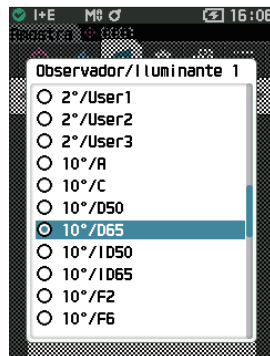 I+E M 16:06
Amostra
Observador/Iluminante 1
2°/User1
2°/User2
2°/User3
10°/A
10°/C
10°/D50
10°/D65
10°/ID50
10°/ID65
10°/F2
10°/F6